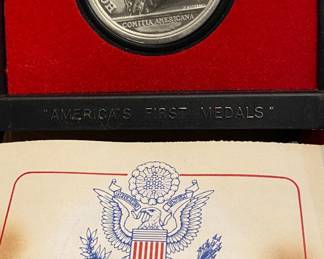 COMITIA AMERICANA
"AMERICA'S FIRST MEDALS"